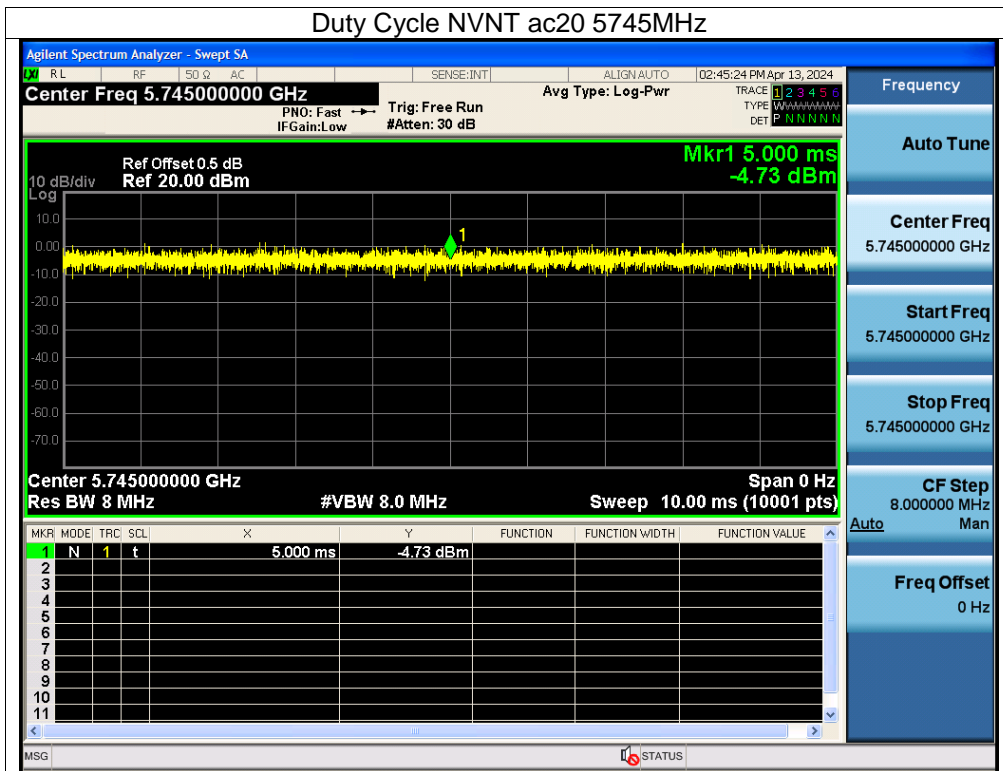 Duty Cycle NVNT ac20 5745MHz
Agilent Spectrum Analyzer - Swept SA
LXI RL RF 50 Ω AC SENSE:INT ALIGN AUTO 02:45:24 PM Apr 13, 2024
Center Freq 5.745000000 GHz
PNO: Fast
IFGain:Low
Trig: Free Run
#Atten: 30 dB
Avg Type: Log-Pwr
TRACE 1 2 3 4 5 6
TYPE WWWWWW
DET P N N N N N
Ref Offset 0.5 dB
Ref 20.00 dBm
10 dB/div
Log
Mkr1 5.000 ms
-4.73 dBm
10.0
0.00
-10.0
-20.0
-30.0
-40.0
-50.0
-60.0
-70.0
1
Center 5.745000000 GHz
Span 0 Hz
Res BW 8 MHz
#VBW 8.0 MHz
Sweep 10.00 ms (10001 pts)
MKR MODE TRC SCL X Y FUNCTION FUNCTION WIDTH FUNCTION VALUE
1 N 1 t 5.000 ms -4.73 dBm
2
3
4
5
6
7
8
9
10
11
MSG
STATUS
Frequency
Auto Tune
Center Freq
5.745000000 GHz
Start Freq
5.745000000 GHz
Stop Freq
5.745000000 GHz
CF Step
8.000000 MHz
Auto Man
Freq Offset
0 Hz